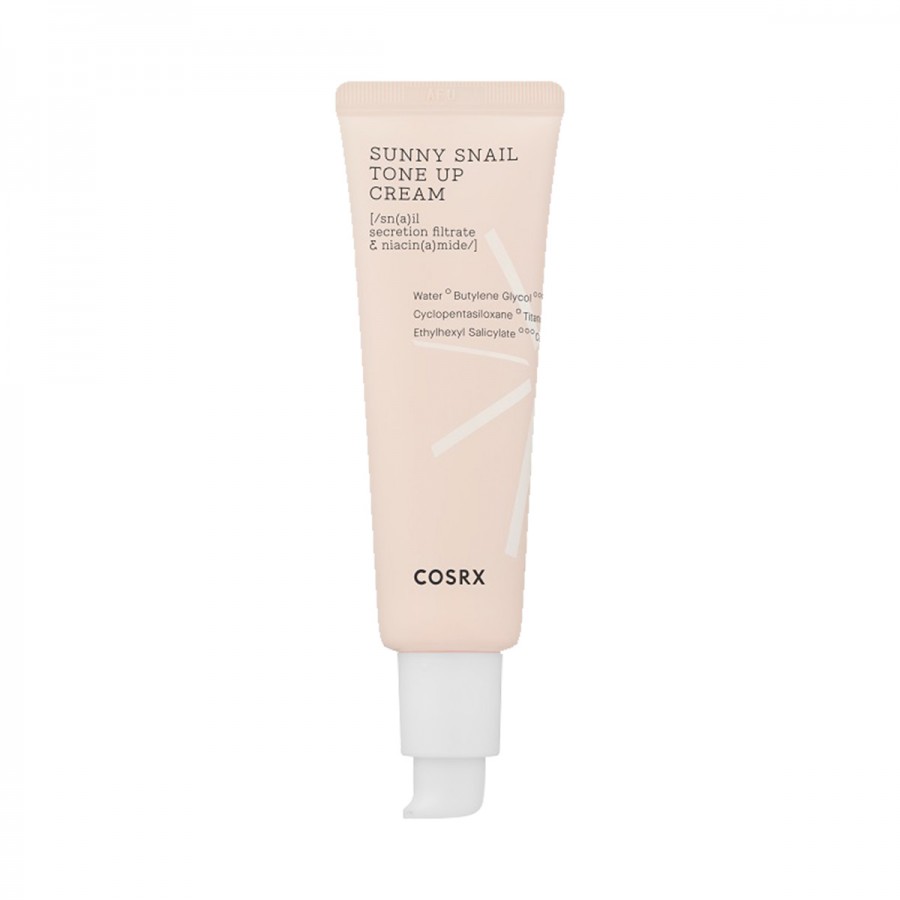 SUNNY SNAIL
TONE UP
CREAM
[/sn(a)il
secretion filtrate
& niacin(a)mide/]
Water ° Butylene Glycol °°°
Cyclopentasiloxane °
Ethylhexyl Salicylate °°°
COSRX